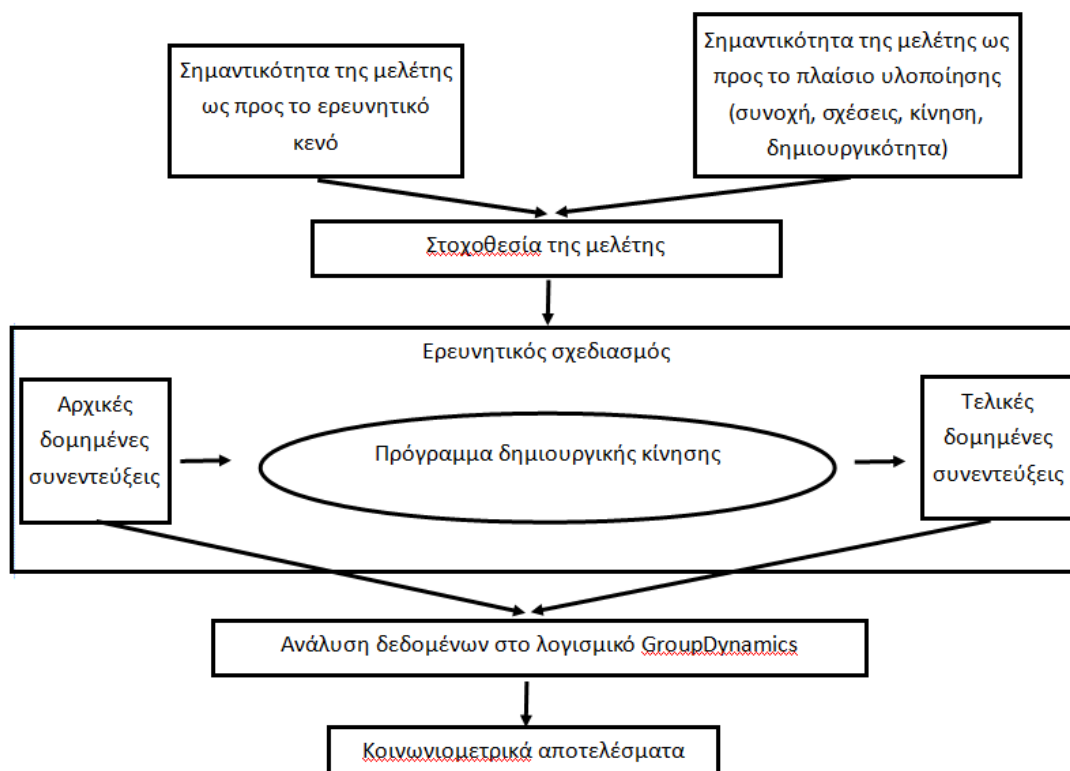 Σημαντικότητα της μελέτης
ως προς το ερευνητικό
κενό
Σημαντικότητα της μελέτης ως
προς το πλαίσιο υλοποίησης
(συνοχή, σχέσεις, κίνηση,
δημιουργικότητα)
Στοχοθεσία της μελέτης
Ερευνητικός σχεδιασμός
Αρχικές
δομημένες
συνεντεύξεις
Πρόγραμμα δημιουργικής κίνησης
Τελικές
δομημένες
συνεντεύξεις
Ανάλυση δεδομένων στο λογισμικό GroupDynamics
Κοινωνιομετρικά αποτελέσματα